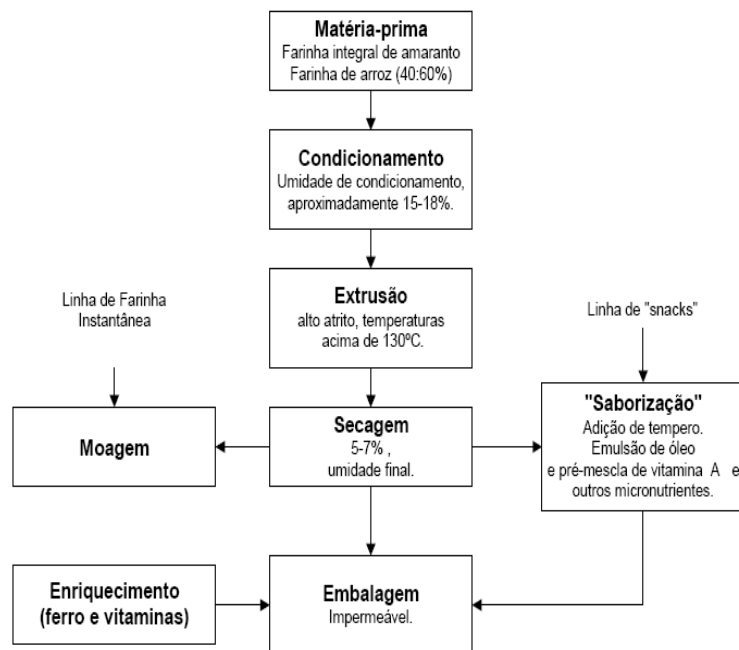 Matéria-prima
Farinha integral de amaranto
Farinha de arroz (40:60%)
Condicionamento
Umidade de condicionamento,
aproximadamente 15-18%.
Linha de Farinha
Instantânea
Extrusão
alto atrito, temperaturas
acima de 130ºC.
Linha de "snacks"
Moagem
Secagem
5-7% ,
umidade final.
"Saborização"
Adição de tempero.
Emulsão de óleo
e pré-mescla de vitamina A e
outros micronutrientes.
Enriquecimento
(ferro e vitaminas)
Embalagem
Impermeável.